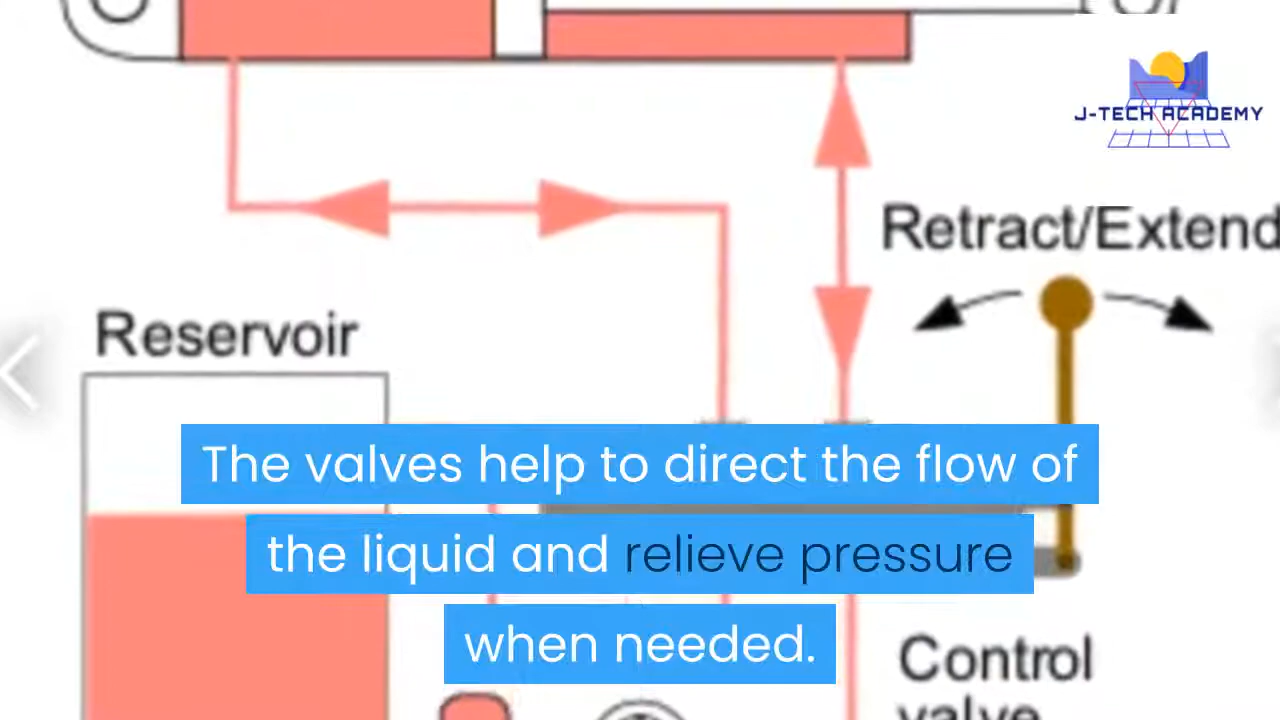 J-TECH ACADEMY
Retract/Extend
Reservoir
The valves help to direct the flow of
the liquid and relieve pressure
when needed.
Control
valve